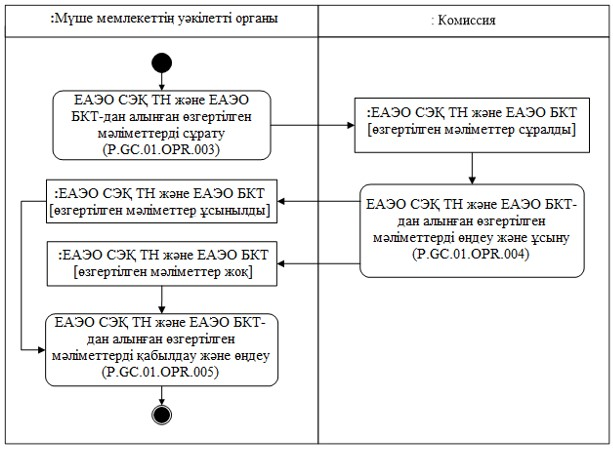 :Мүше мемлекеттің уәкілетті органы
: Комиссия
ЕАЭО СЭҚ ТН және ЕАЭО
БКТ-дан алынған өзгертілген
мәліметтерді сұрату
(P.GC.01.OPR.003)
:ЕАЭО СЭҚ ТН және ЕАЭО БКТ
[өзгертілген мәліметтер сұралды]
:ЕАЭО СЭҚ ТН және ЕАЭО БКТ
[өзгертілген мәліметтер ұсынылды]
ЕАЭО СЭҚ ТН және ЕАЭО БКТ-
дан алынған өзгертілген
мәліметтерді өңдеу және ұсыну
(P.GC.01.OPR.004)
:ЕАЭО СЭҚ ТН және ЕАЭО БКТ
[өзгертілген мәліметтер жоқ]
ЕАЭО СЭҚ ТН және ЕАЭО БКТ-
дан алынған өзгертілген
мәліметтерді қабылдау және өңдеу
(P.GC.01.OPR.005)